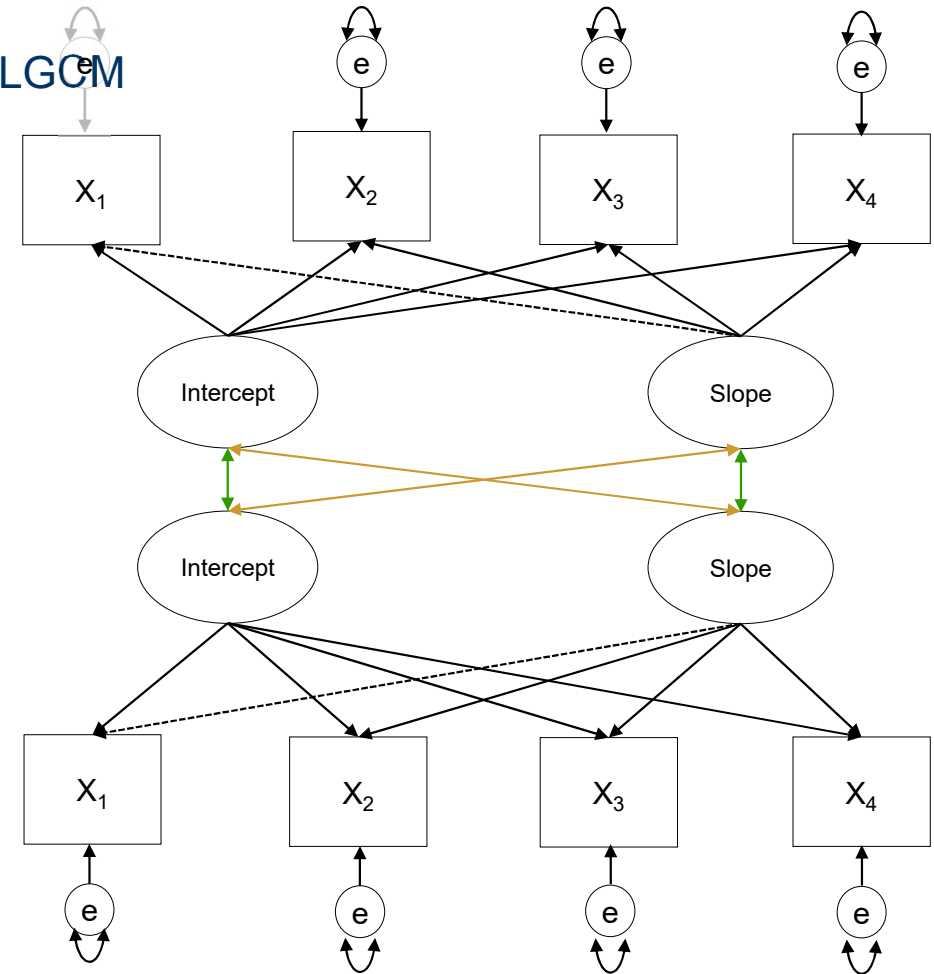 e e e e
LGCM
X₁ X₂ X₃ X₄
Intercept Slope
Intercept Slope
X₁ X₂ X₃ X₄
e e e e